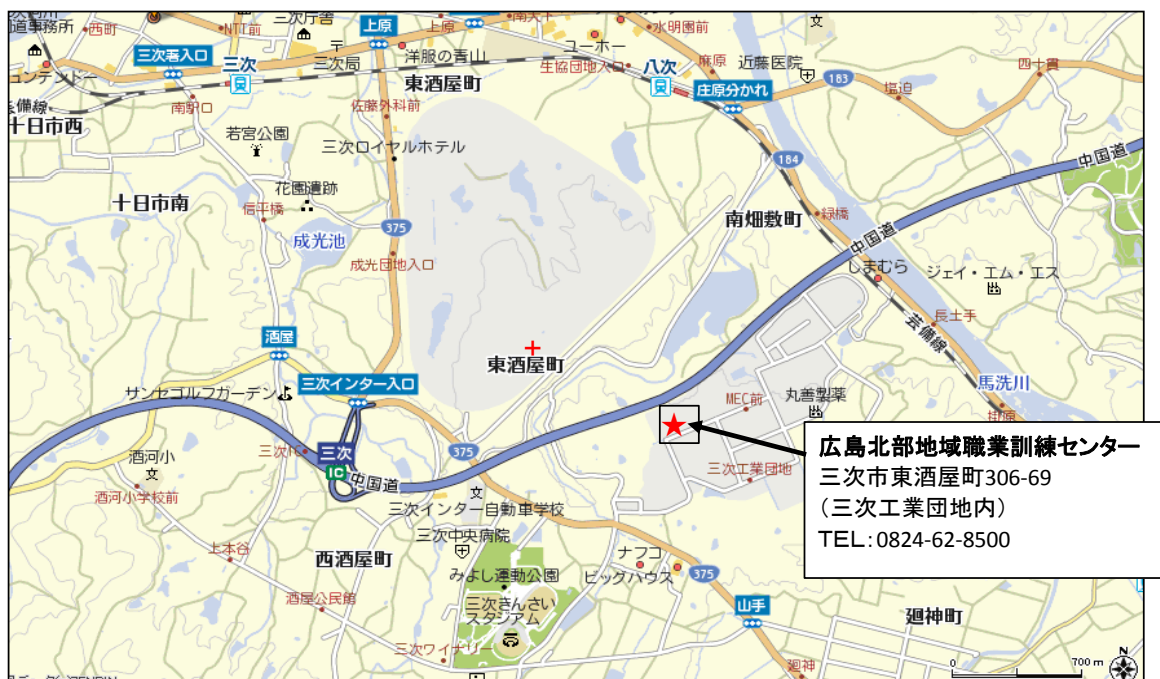 三次庁舎
NTT前
西町
上原
上原
南天下
水明園前
三次局
洋服の青山
ユーホー
生協団地入口
八次
麻原
近藤医院
183
四十貫
塩迫
庄原分かれ
三次
南駅口
十日市西
東酒屋町
佐藤外科前
三次ロイヤルホテル
若宮公園
花園遺跡
信平橋
十日市南
成光池
375
成光団地入口
184
中国道
南畑敷町
緑橋
中国道
しまむら
ジェイ・エム・エス
長士手
芸備線
馬洗川
酒屋
東酒屋町
三次インター入口
サンセゴルフガーデン
MEC前
丸善製薬
三次工業団地
三次
IC
三次IC
中国道
375
酒河小
酒河小学校前
三次インター自動車学校
三次中央病院
上本谷
西酒屋町
みよし運動公園
ナフコ
ビッグハウス
375
酒屋公民館
三次きんさい
スタジアム
三次ワイナリー
山手
廻神町
廻神
広島北部地域職業訓練センター
三次市東酒屋町306-69
(三次工業団地内)
TEL:0824-62-8500
0
700 m
N